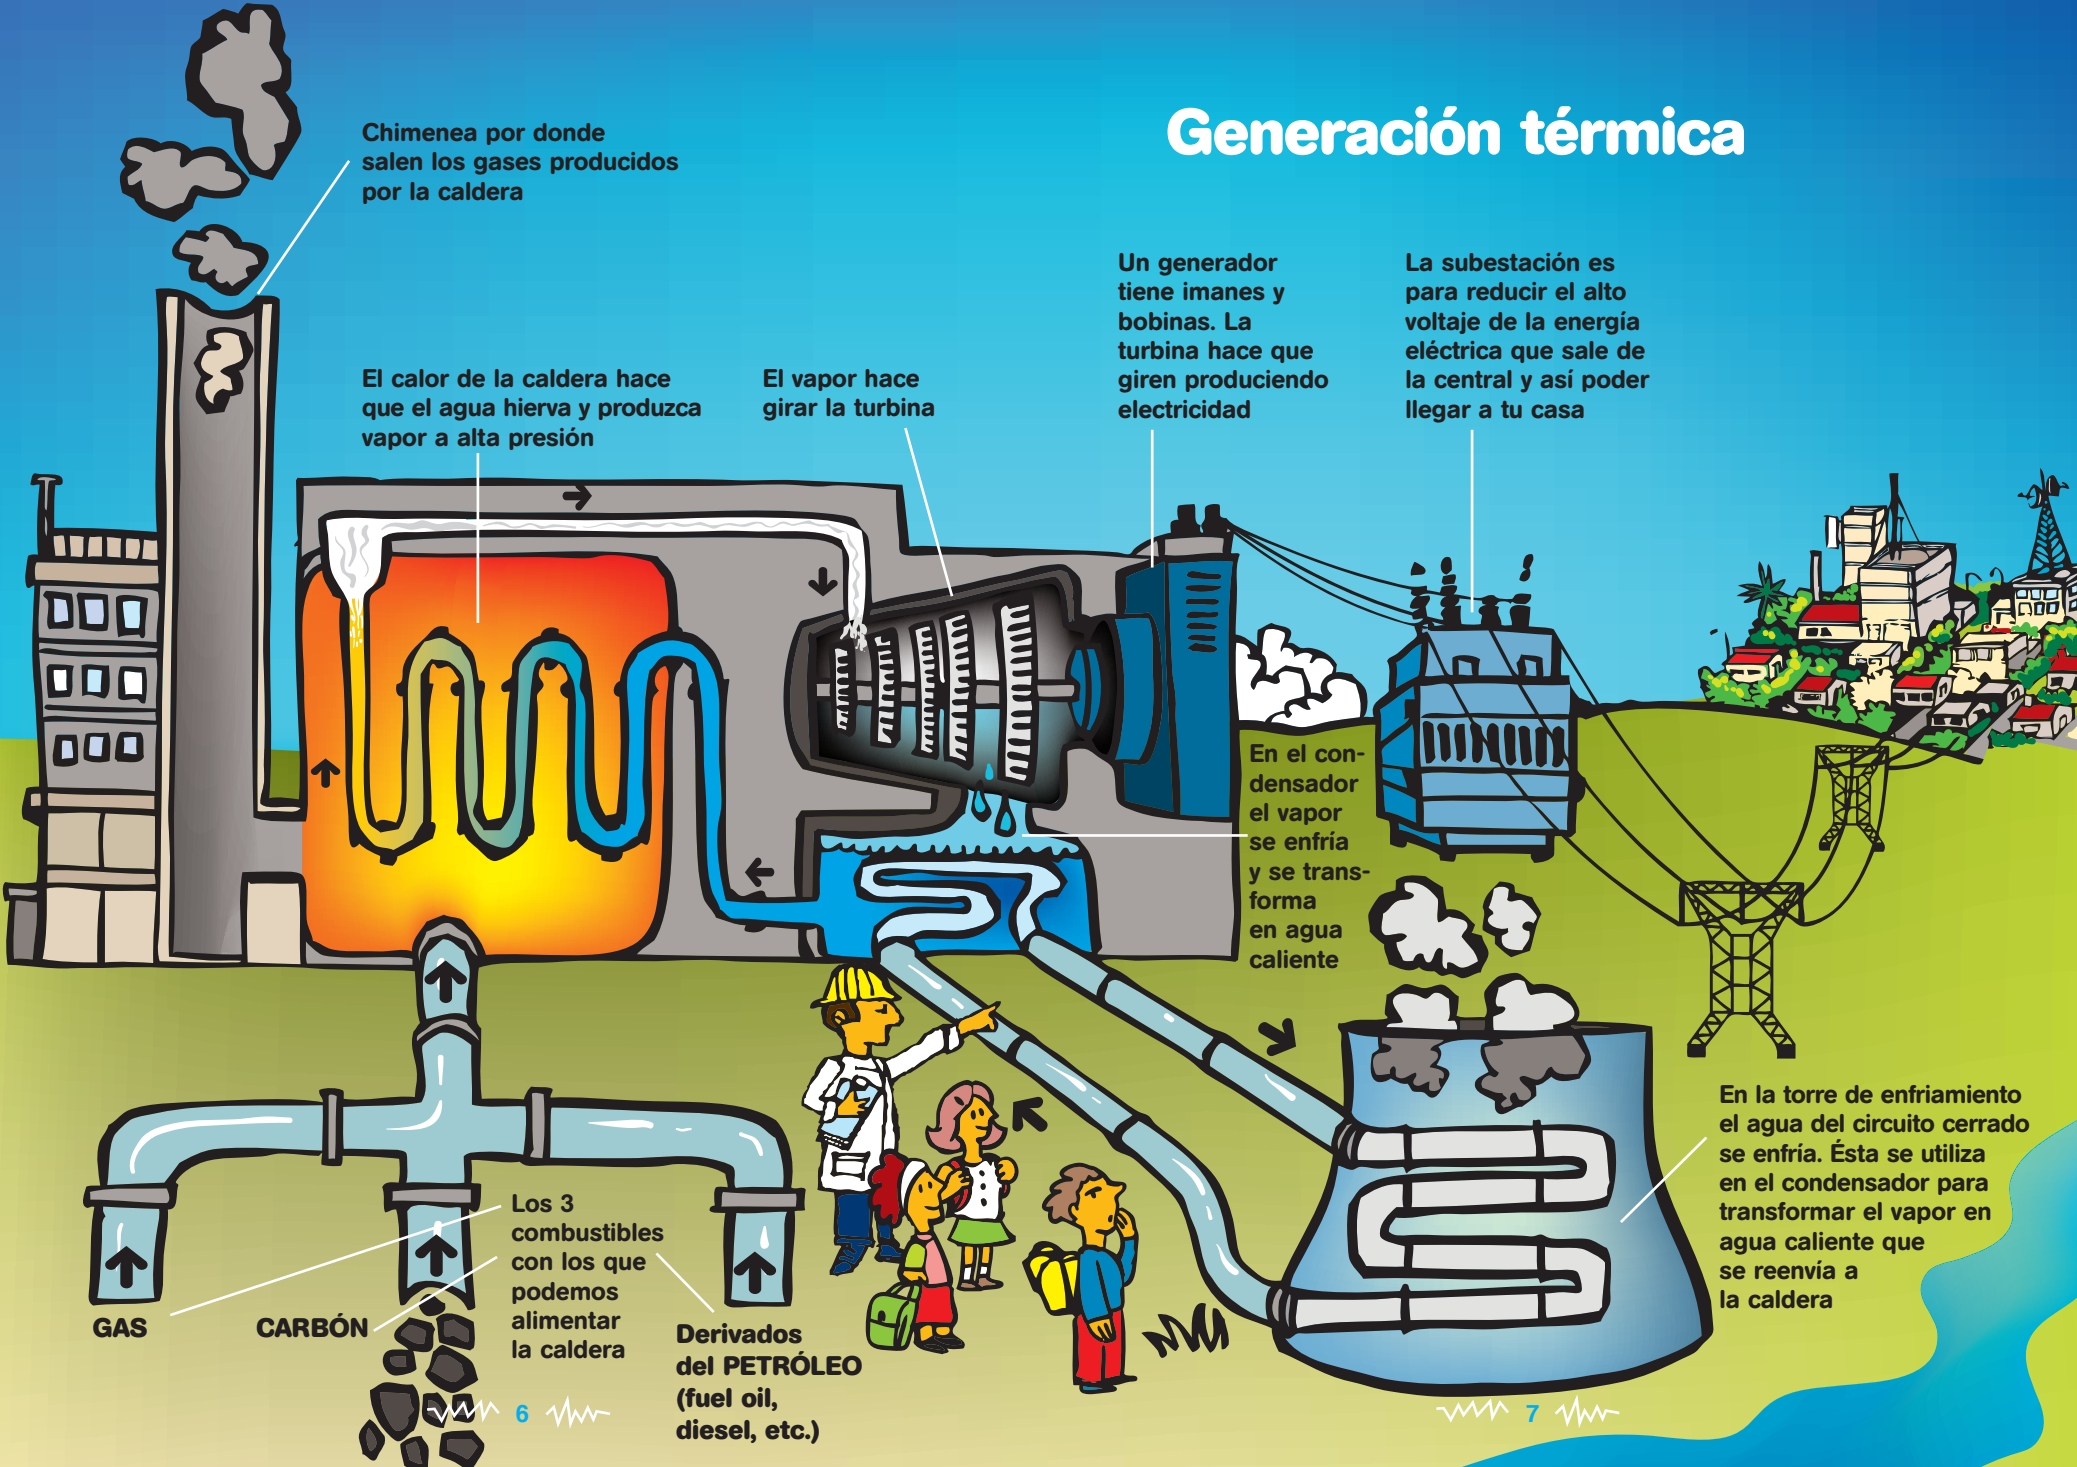 Generación térmica
Chimenea por donde
salen los gases producidos
por la caldera
El calor de la caldera hace
que el agua hierva y produzca
vapor a alta presión
El vapor hace
girar la turbina
Un generador
tiene imanes y
bobinas. La
turbina hace que
giren produciendo
electricidad
La subestación es
para reducir el alto
voltaje de la energía
eléctrica que sale de
la central y así poder
llegar a tu casa
En el con-
densador
el vapor
se enfría
y se trans-
forma
en agua
caliente
En la torre de enfriamiento
el agua del circuito cerrado
se enfría. Ésta se utiliza
en el condensador para
transformar el vapor en
agua caliente que
se reenvía a
la caldera
Los 3
combustibles
con los que
podemos
alimentar
la caldera
GAS
CARBÓN
Derivados
del PETRÓLEO
(fuel oil,
diesel, etc.)
6
7